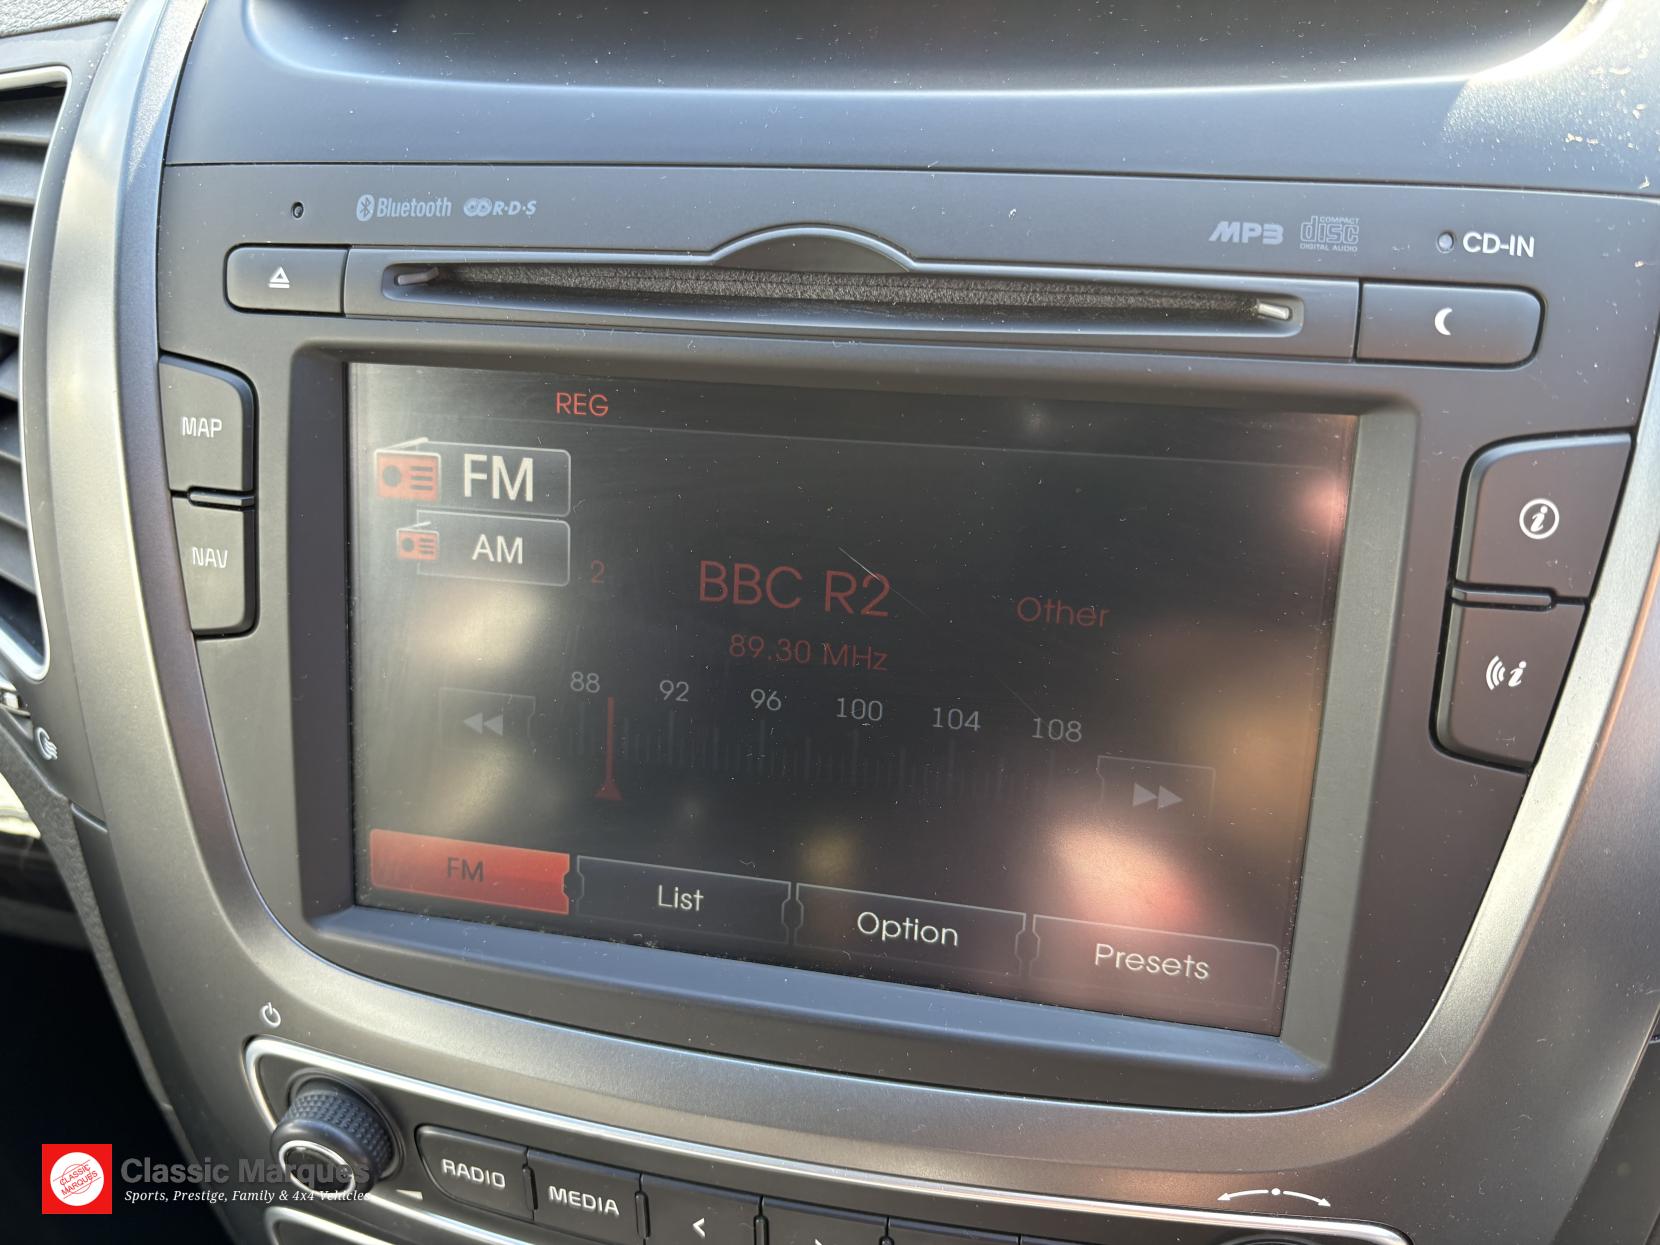 Bluetooth R·D·S
MP3 COMPACT disc DIGITAL AUDIO CD-IN
MAP
NAV
REG
FM
AM
2 BBC R2 Other
89.30 MHz
88 92 96 100 104 108
FM List Option Presets
RADIO MEDIA
CLASSIC MARQUES
Classic Marques
Sports, Prestige, Family & 4x4 Vehicles